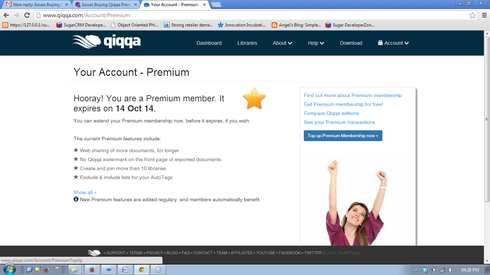 New reply: Issues Buying
Issues Buying Qiqqa Prem
Your Account - Premium
www.qiqqa.com/Account/Premium
https://127.0.0.1/su...
SugarCRM Develop...
Object Oriented PH...
Strong retailer dema...
Innovation Incubati...
Angel's Blog: Simple...
Sugar DeveloperZon...
qiqqa
Dashboard
Libraries
About
Help
Download
Account
Your Account - Premium
Hooray! You are a Premium member. It
expires on 14 Oct 14.
You can extend your Premium membership now, before it expires, if you wish
The current Premium features include:
Web sharing of more documents, for longer
No Qiqqa watermark on the front page of exported documents
Create and join more than 10 libraries
Exclude & include lists for your AutoTags
Show all »
New Premium features are added regulary, and members automatically benefit.
Find out more about Premium membership
Get Premium membership for free!
Compare Qiqqa editions
See your Premium transactions
Top up Premium Membership now »
• SUPPORT • TERMS • PRIVACY • BLOG • FAQ • CONTACT • TEAM • AFFILIATES • YOUTUBE • FACEBOOK • TWITTER
www.qiqqa.com/Account/PremiumTopUp
04:28 PM